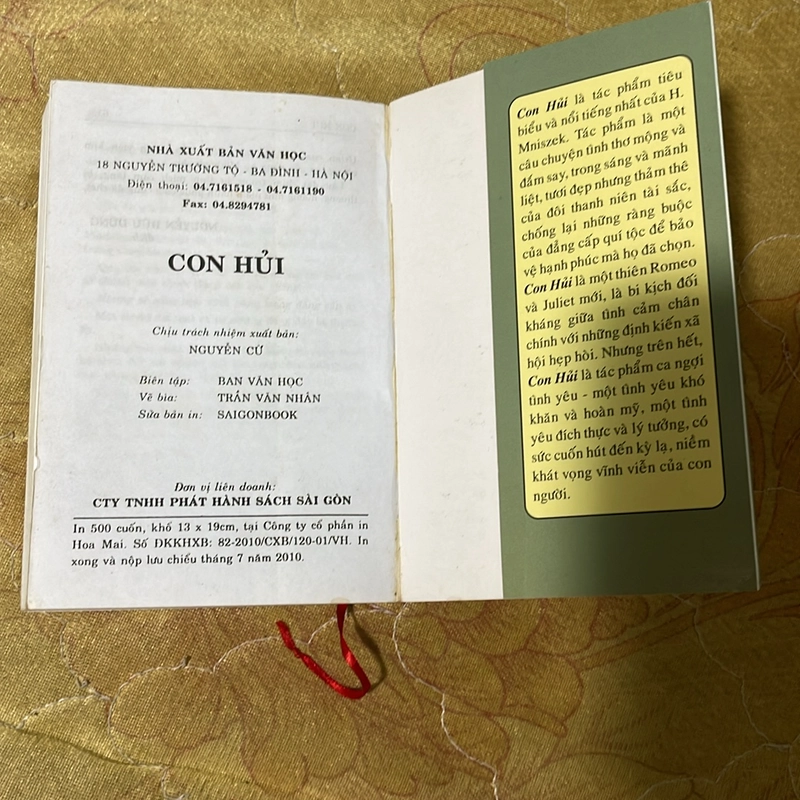 NHÀ XUẤT BẢN VĂN HỌC
18 NGUYỄN TRƯỜNG TỘ - BA ĐÌNH - HÀ NỘI
Điện thoại: 04.7161518 - 04.7161190
Fax: 04.8294781
CON HỦI
Chịu trách nhiệm xuất bản:
NGUYỄN CỪ
Biên tập: BAN VĂN HỌC
Vẽ bìa: TRẦN VĂN NHÂN
Sửa bản in: SAIGONBOOK
Đơn vị liên doanh:
CTY TNHH PHÁT HÀNH SÁCH SÀI GÒN
In 500 cuốn, khổ 13 x 19cm, tại Công ty cổ phần in
Hoa Mai. Số ĐKKHXB: 82-2010/CXB/120-01/VH. In
xong và nộp lưu chiểu tháng 7 năm 2010.
Con Hủi là tác phẩm tiêu
biểu và nổi tiếng nhất của H.
Mniszek. Tác phẩm là một
câu chuyện tình thơ mộng và
đắm say, trong sáng và mãnh
liệt, tươi đẹp nhưng thảm thê
của đôi thanh niên tài sắc,
chống lại những ràng buộc
của đẳng cấp quí tộc để bảo
vệ hạnh phúc mà họ đã chọn.
Con Hủi là một thiên Romeo
và Juliet mới, là bi kịch đối
kháng giữa tình cảm chân
chính với những định kiến xã
hội hẹp hòi. Nhưng trên hết,
Con Hủi là tác phẩm ca ngợi
tình yêu - một tình yêu khó
khăn và hoàn mỹ, một tình
yêu đích thực và lý tưởng, có
sức cuốn hút đến kỳ lạ, niềm
khát vọng vĩnh viễn của con
người.